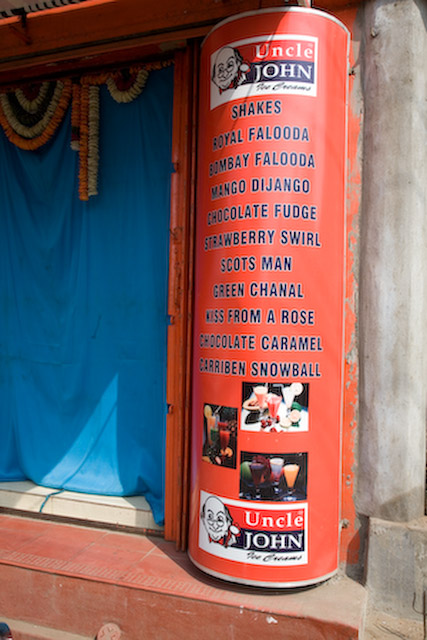 Uncle
JOHN
Ice Creams
SHAKES
ROYAL FALOODA
BOMBAY FALOODA
MANGO DIJANGO
CHOCOLATE FUDGE
STRAWBERRY SWIRL
SCOTS MAN
GREEN CHANAL
KISS FROM A ROSE
CHOCOLATE CARAMEL
CARRIBEN SNOWBALL
Uncle
JOHN
Ice Creams